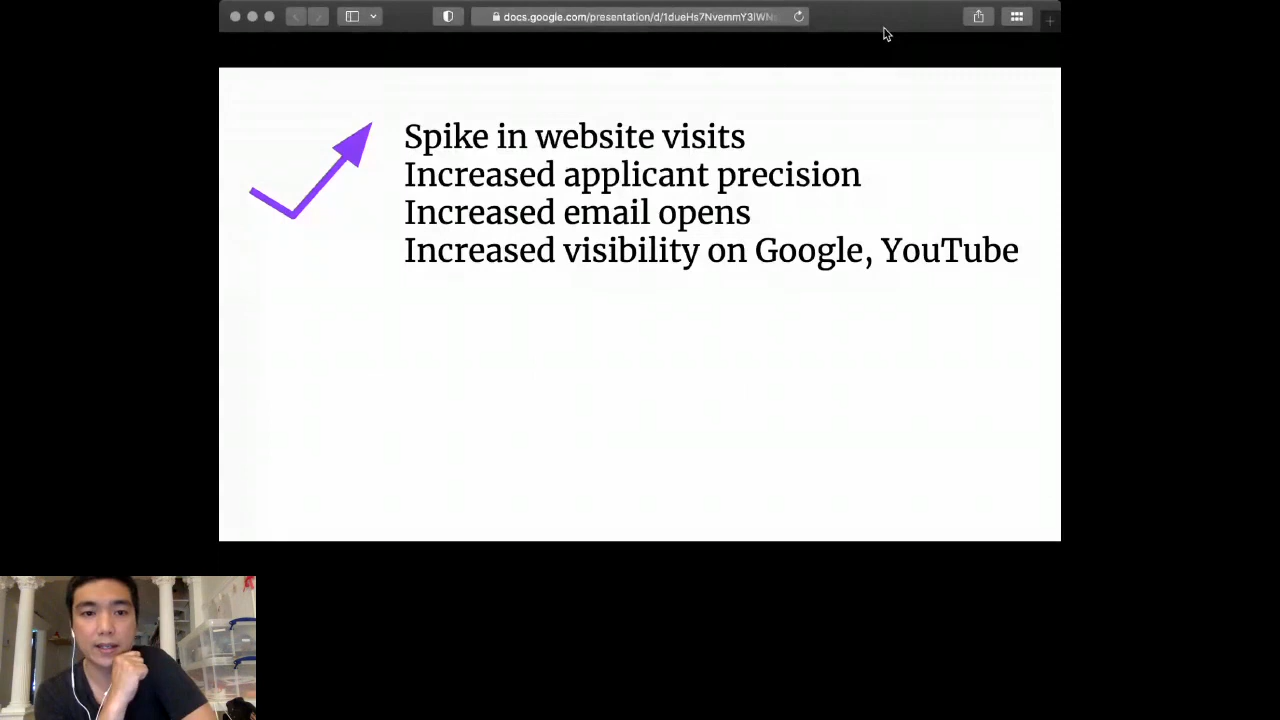 docs.google.com/presentation/d/1dueHs7NvemmY3IWN
Spike in website visits
Increased applicant precision
Increased email opens
Increased visibility on Google, YouTube